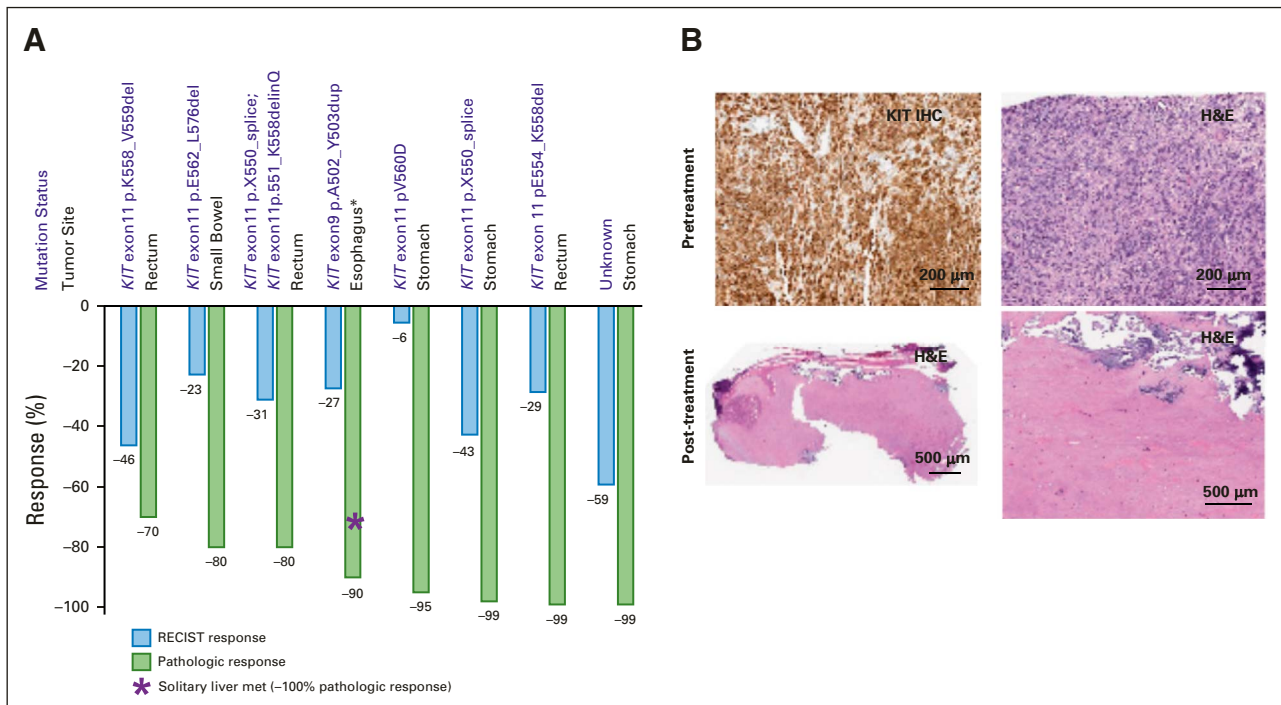 A
Mutation Status
Tumor Site
KIT exon11 p.K558_V559del
Rectum
KIT exon11 p.E562_L576del
Small Bowel
KIT exon11 p.X550_splice;
KIT exon11p.551_K558delinQ
Rectum
KIT exon9 p.A502_Y503dup
Esophagus*
KIT exon11 pV560D
Stomach
KIT exon11 p.X550_splice
Stomach
KIT exon 11 pE554_K558del
Rectum
Unknown
Stomach
Response (%)
0
–20
–40
–60
–80
–100
–46
–70
–23
–80
–31
–80
–27
–90
–6
–95
–43
–99
–29
–99
–59
–99
RECIST response
Pathologic response
* Solitary liver met (–100% pathologic response)
B
Pretreatment
KIT IHC
200 µm
H&E
200 µm
Post-treatment
H&E
500 µm
H&E
500 µm